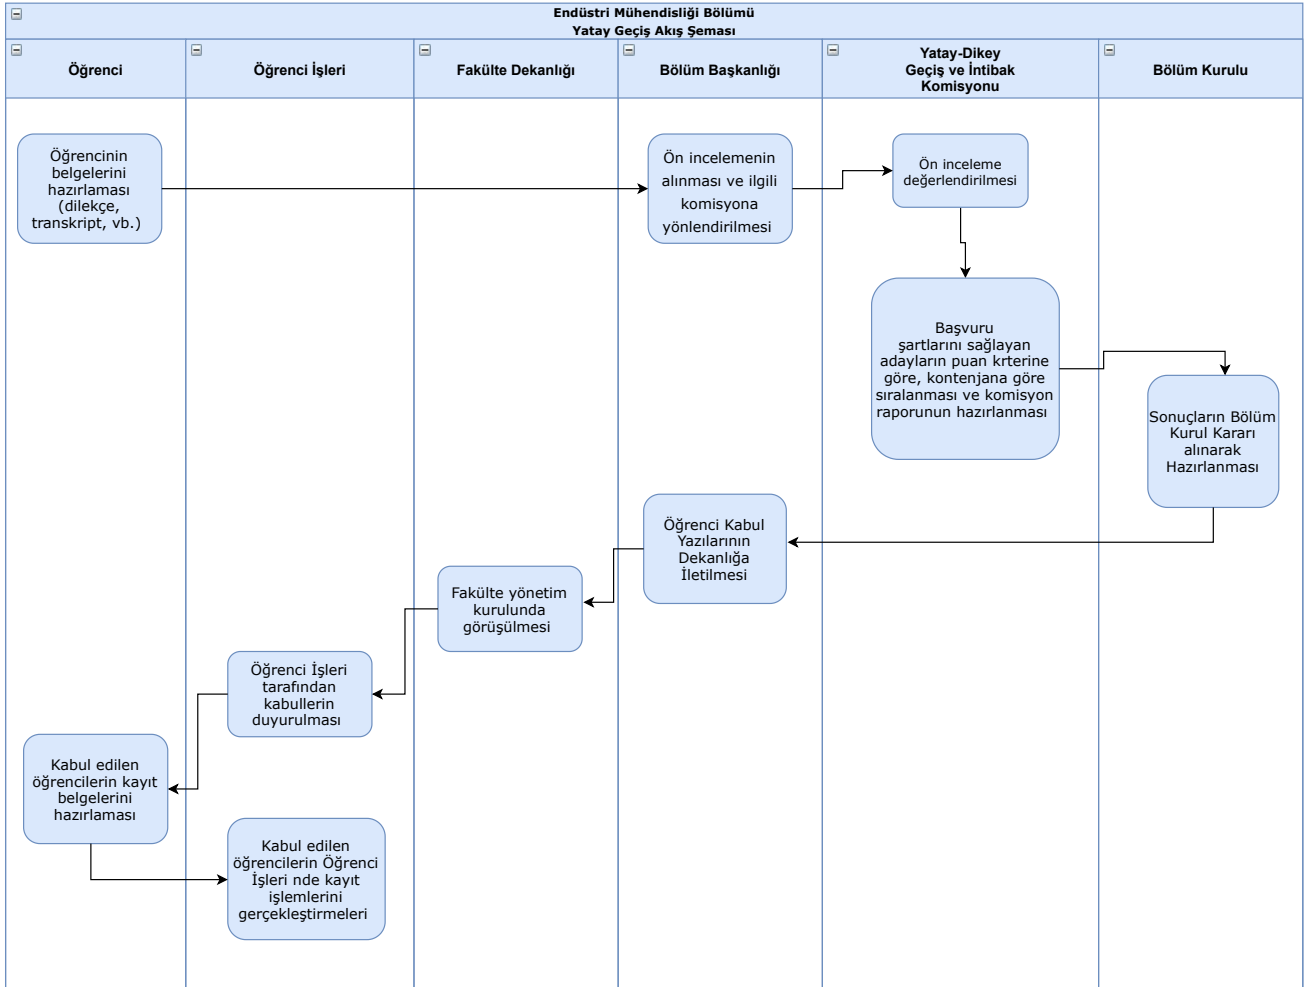 Endüstri Mühendisliği Bölümü
Yatay Geçiş Akış Şeması
Öğrenci
Öğrenci İşleri
Fakülte Dekanlığı
Bölüm Başkanlığı
Yatay-Dikey
Geçiş ve İntibak
Komisyonu
Bölüm Kurulu
Öğrencinin
belgelerini
hazırlaması
(dilekçe,
transkript, vb.)
Ön incelemenin
alınması ve ilgili
komisyona
yönlendirilmesi
Ön inceleme
değerlendirilmesi
Başvuru
şartlarını sağlayan
adayların puan krterine
göre, kontenjana göre
sıralanması ve komisyon
raporunun hazırlanması
Sonuçların Bölüm
Kurul Kararı
alınarak
Hazırlanması
Öğrenci Kabul
Yazılarının
Dekanlığa
İletilmesi
Fakülte yönetim
kurulunda
görüşülmesi
Öğrenci İşleri
tarafından
kabullerin
duyurulması
Kabul edilen
öğrencilerin kayıt
belgelerini
hazırlaması
Kabul edilen
öğrencilerin Öğrenci
İşleri nde kayıt
işlemlerini
gerçekleştirmeleri